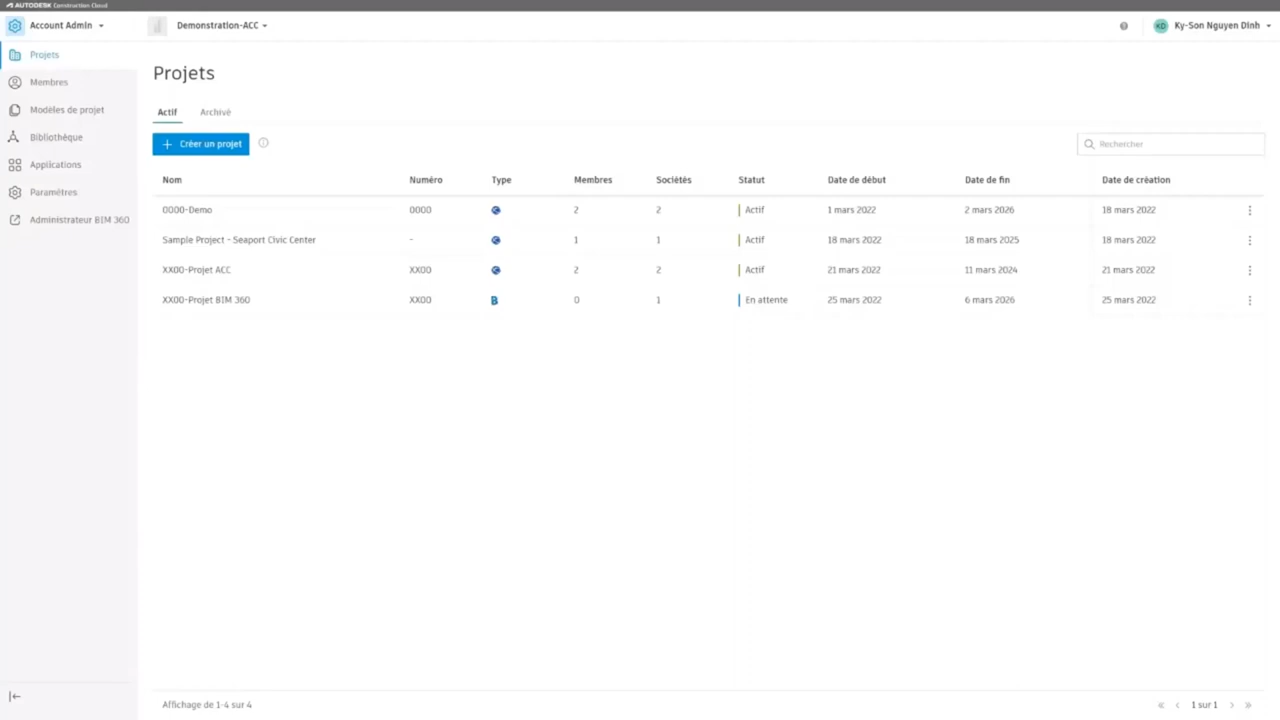 AUTODESK Construction Cloud
Account Admin
Demonstration-ACC
KD
Ky-Son Nguyen Dinh
Projets
Membres
Modèles de projet
Bibliothèque
Applications
Paramètres
Administrateur BIM 360
Projets
Actif Archivé
Créer un projet
Rechercher
Nom Numéro Type Membres Sociétés Statut Date de début Date de fin Date de création
0000-Demo 0000 2 2 Actif 1 mars 2022 2 mars 2026 18 mars 2022
Sample Project - Seaport Civic Center - 1 1 Actif 18 mars 2022 18 mars 2025 18 mars 2022
XX00-Projet ACC XX00 2 2 Actif 21 mars 2022 11 mars 2024 21 mars 2022
XX00-Projet BIM 360 XX00 B 0 1 En attente 25 mars 2022 6 mars 2026 25 mars 2022
Affichage de 1-4 sur 4
1 sur 1